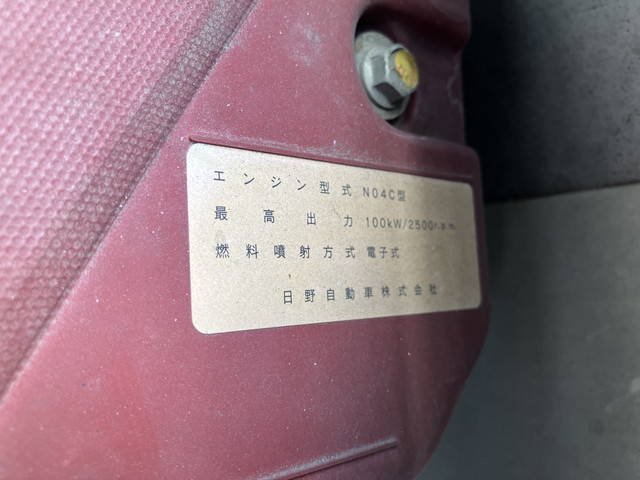 エンジン型式 N04C型
最高出力 100kW/2500r.p.m.
燃料噴射方式 電子式
日野自動車株式会社